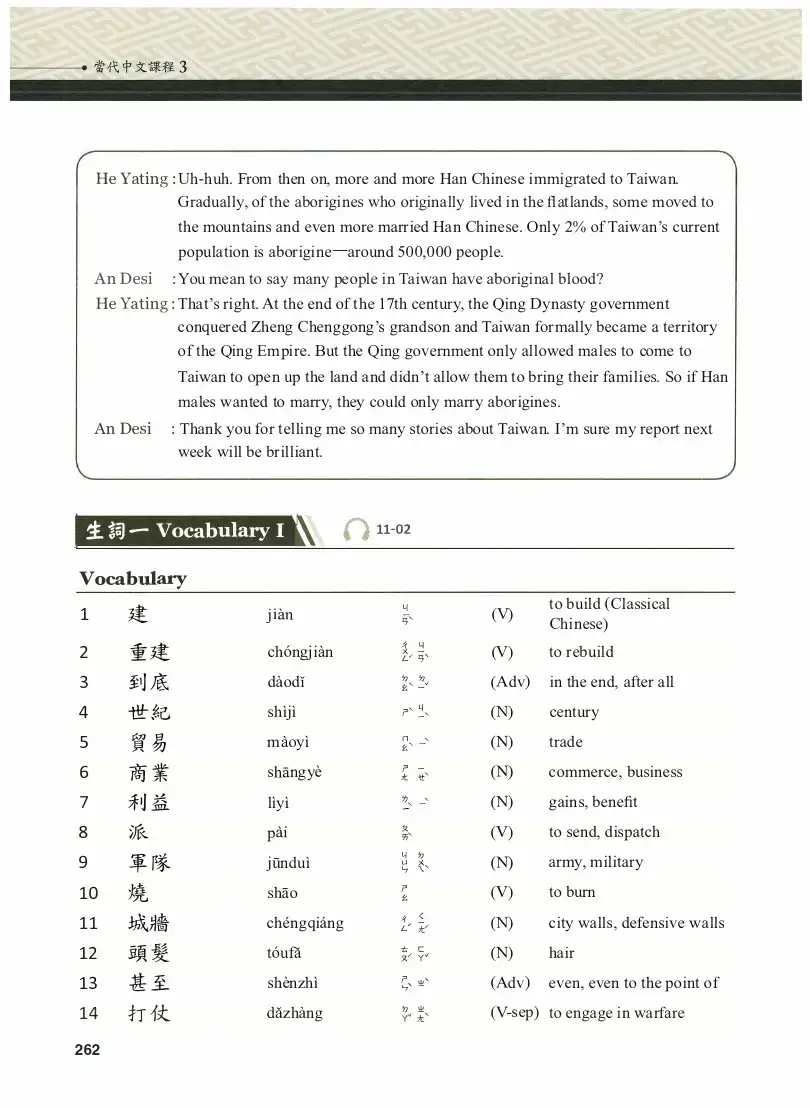 • 當代中文課程 3
He Yating : Uh-huh. From then on, more and more Han Chinese immigrated to Taiwan.
Gradually, of the aborigines who originally lived in the flatlands, some moved to
the mountains and even more married Han Chinese. Only 2% of Taiwan's current
population is aborigine—around 500,000 people.
An Desi : You mean to say many people in Taiwan have aboriginal blood?
He Yating : That's right. At the end of the 17th century, the Qing Dynasty government
conquered Zheng Chenggong's grandson and Taiwan formally became a territory
of the Qing Empire. But the Qing government only allowed males to come to
Taiwan to open up the land and didn't allow them to bring their families. So if Han
males wanted to marry, they could only marry aborigines.
An Desi : Thank you for telling me so many stories about Taiwan. I'm sure my report next
week will be brilliant.
生詞一 Vocabulary I 11-02
Vocabulary
1 建 jiàn ㄐㄧㄢˋ (V) to build (Classical
Chinese)
2 重建 chóngjiàn ㄔㄨㄥˊ ㄐㄧㄢˋ (V) to rebuild
3 到底 dàodǐ ㄉㄠˋ ㄉㄧˇ (Adv) in the end, after all
4 世紀 shìjì ㄕˋ ㄐㄧˋ (N) century
5 貿易 màoyì ㄇㄠˋ ㄧˋ (N) trade
6 商業 shāngyè ㄕㄤ ㄧㄝˋ (N) commerce, business
7 利益 lìyì ㄌㄧˋ ㄧˋ (N) gains, benefit
8 派 pài ㄆㄞˋ (V) to send, dispatch
9 軍隊 jūnduì ㄐㄩㄣ ㄉㄨㄟˋ (N) army, military
10 燒 shāo ㄕㄠ (V) to burn
11 城牆 chéngqiáng ㄔㄥˊ ㄑㄧㄤˊ (N) city walls, defensive walls
12 頭髮 tóufǎ ㄊㄡˊ ㄈㄚˇ (N) hair
13 甚至 shènzhì ㄕㄣˋ ㄓˋ (Adv) even, even to the point of
14 打仗 dǎzhàng ㄉㄚˇ ㄓㄤˋ (V-sep) to engage in warfare
262